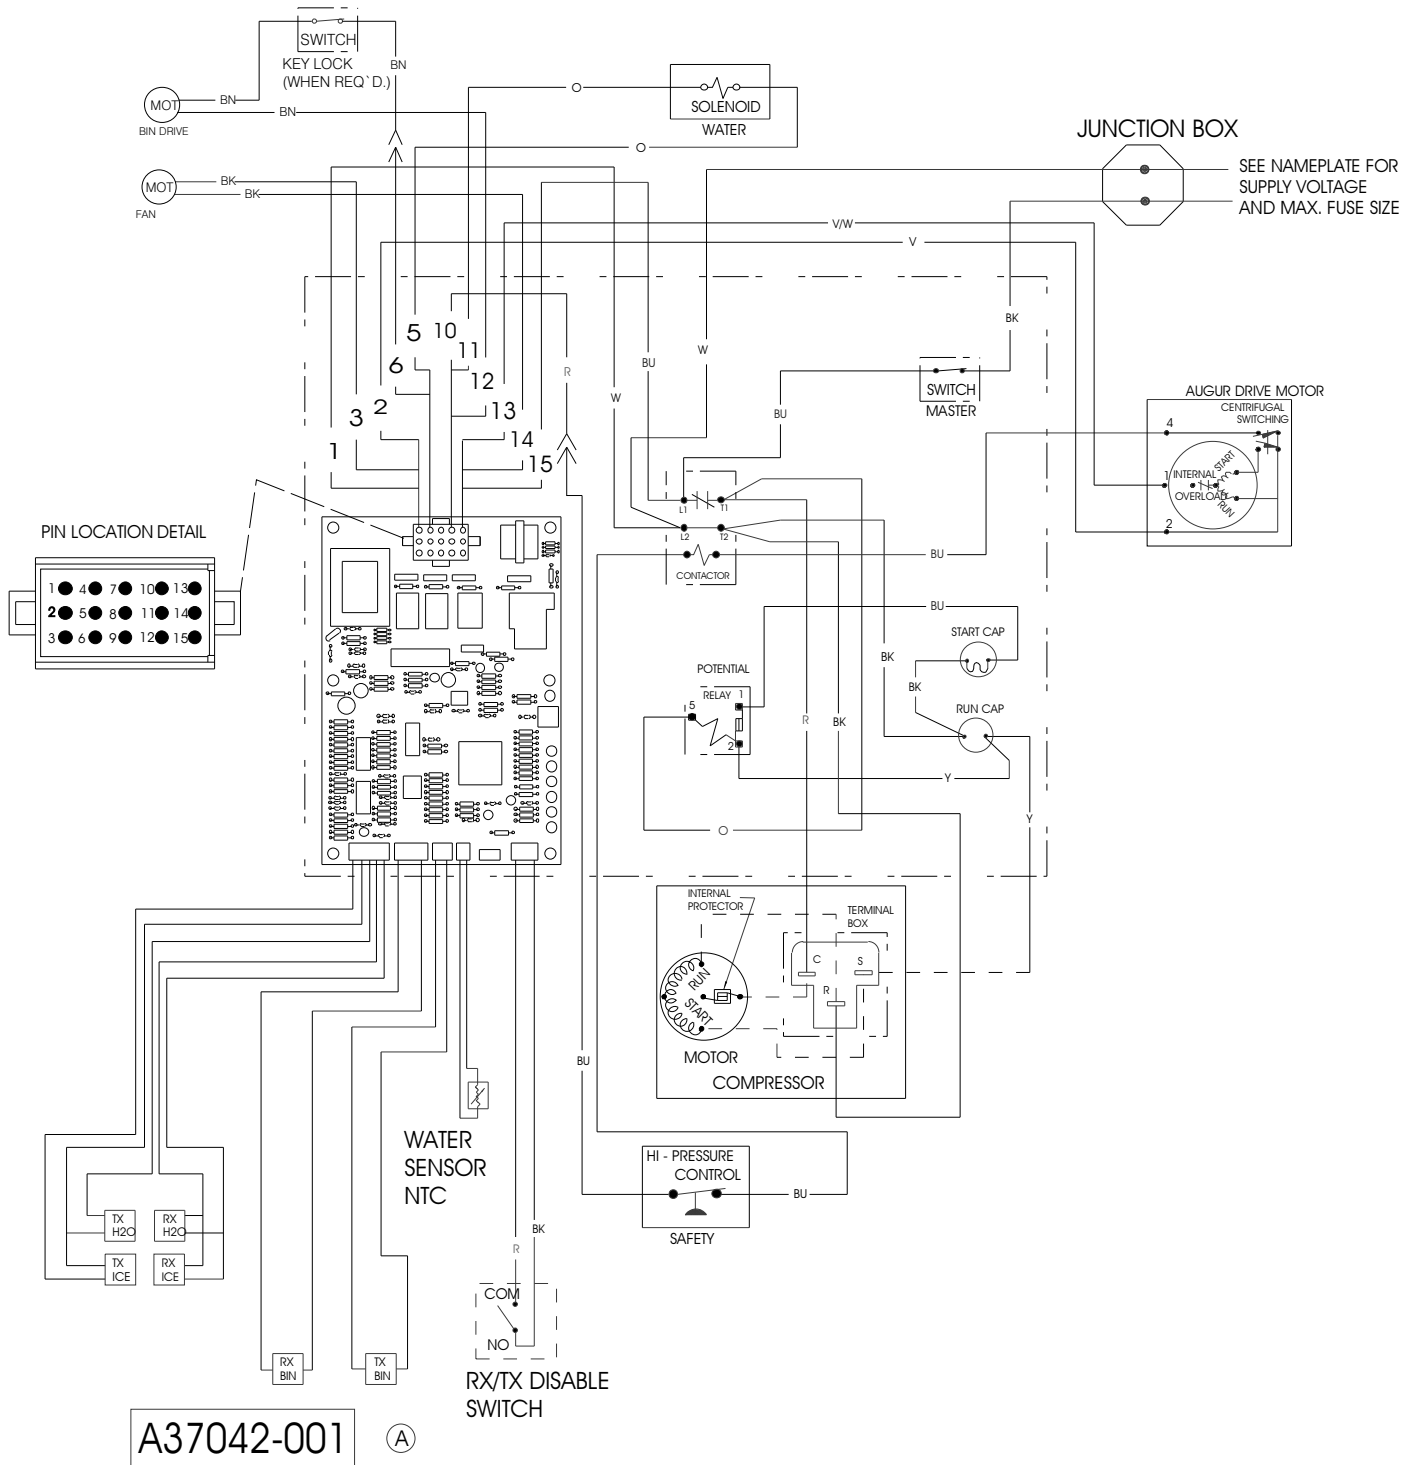 SWITCH
KEY LOCK
(WHEN REQ`D.)
BN
MOT
BN
BN
BIN DRIVE
MOT
BK
BK
FAN
O
SOLENOID
WATER
O
JUNCTION BOX
SEE NAMEPLATE FOR
SUPPLY VOLTAGE
AND MAX. FUSE SIZE
V/W
V
BK
W
BU
W
R
5
10
11
6
12
2
13
3
14
1
15
SWITCH
MASTER
BU
AUGUR DRIVE MOTOR
CENTRIFUGAL
SWITCHING
4
1
INTERNAL
OVERLOAD
START
RUN
2
L1
T1
L2
T2
CONTACTOR
BU
PIN LOCATION DETAIL
1 4 7 10 13
2 5 8 11 14
3 6 9 12 15
BU
START CAP
BK
BK
RUN CAP
POTENTIAL
RELAY
1
5
2
R
BK
Y
Y
O
INTERNAL
PROTECTOR
TERMINAL
BOX
C
S
R
RUN
START
MOTOR
COMPRESSOR
BU
WATER
SENSOR
NTC
HI - PRESSURE
CONTROL
BU
SAFETY
TX
H2O
RX
H2O
TX
ICE
RX
ICE
R
BK
COM
NO
RX
BIN
TX
BIN
RX/TX DISABLE
SWITCH
A37042-001
A